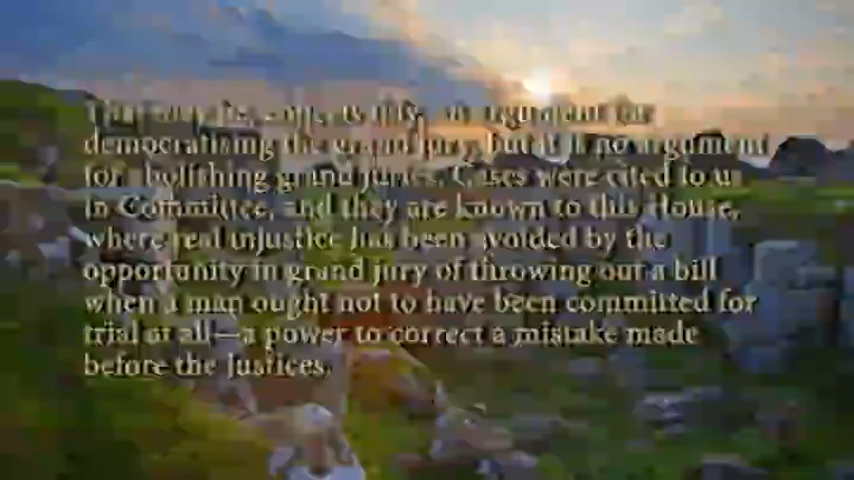 That may be, ... is an argument for
democratising the grand jury, but it is no argument
for abolishing grand juries. Cases were cited to us
in Committee, and they are known to this House,
where real injustice has been avoided by the
opportunity in grand jury of throwing out a bill
when a man ought not to have been committed for
trial at all—a power to correct a mistake made
before the Justices.